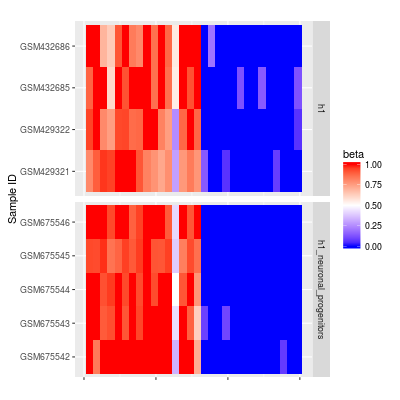 Sample ID
GSM432686
GSM432685
GSM429322
GSM429321
h1
GSM675546
GSM675545
GSM675544
GSM675543
GSM675542
h1_neuronal_progenitors
beta
1.00
0.75
0.50
0.25
0.00